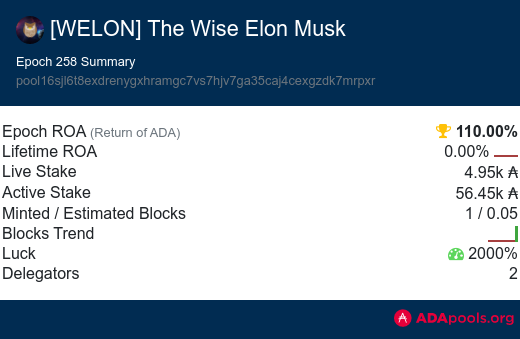 [WELON] The Wise Elon Musk
Epoch 258 Summary
pool16sjl6t8exdrenygxhramgc7vs7hjv7ga35caj4cexgzdk7mrpxr
Epoch ROA (Return of ADA) 110.00%
Lifetime ROA 0.00%
Live Stake 4.95k ₳
Active Stake 56.45k ₳
Minted / Estimated Blocks 1 / 0.05
Blocks Trend
Luck 2000%
Delegators 2
ADApools.org